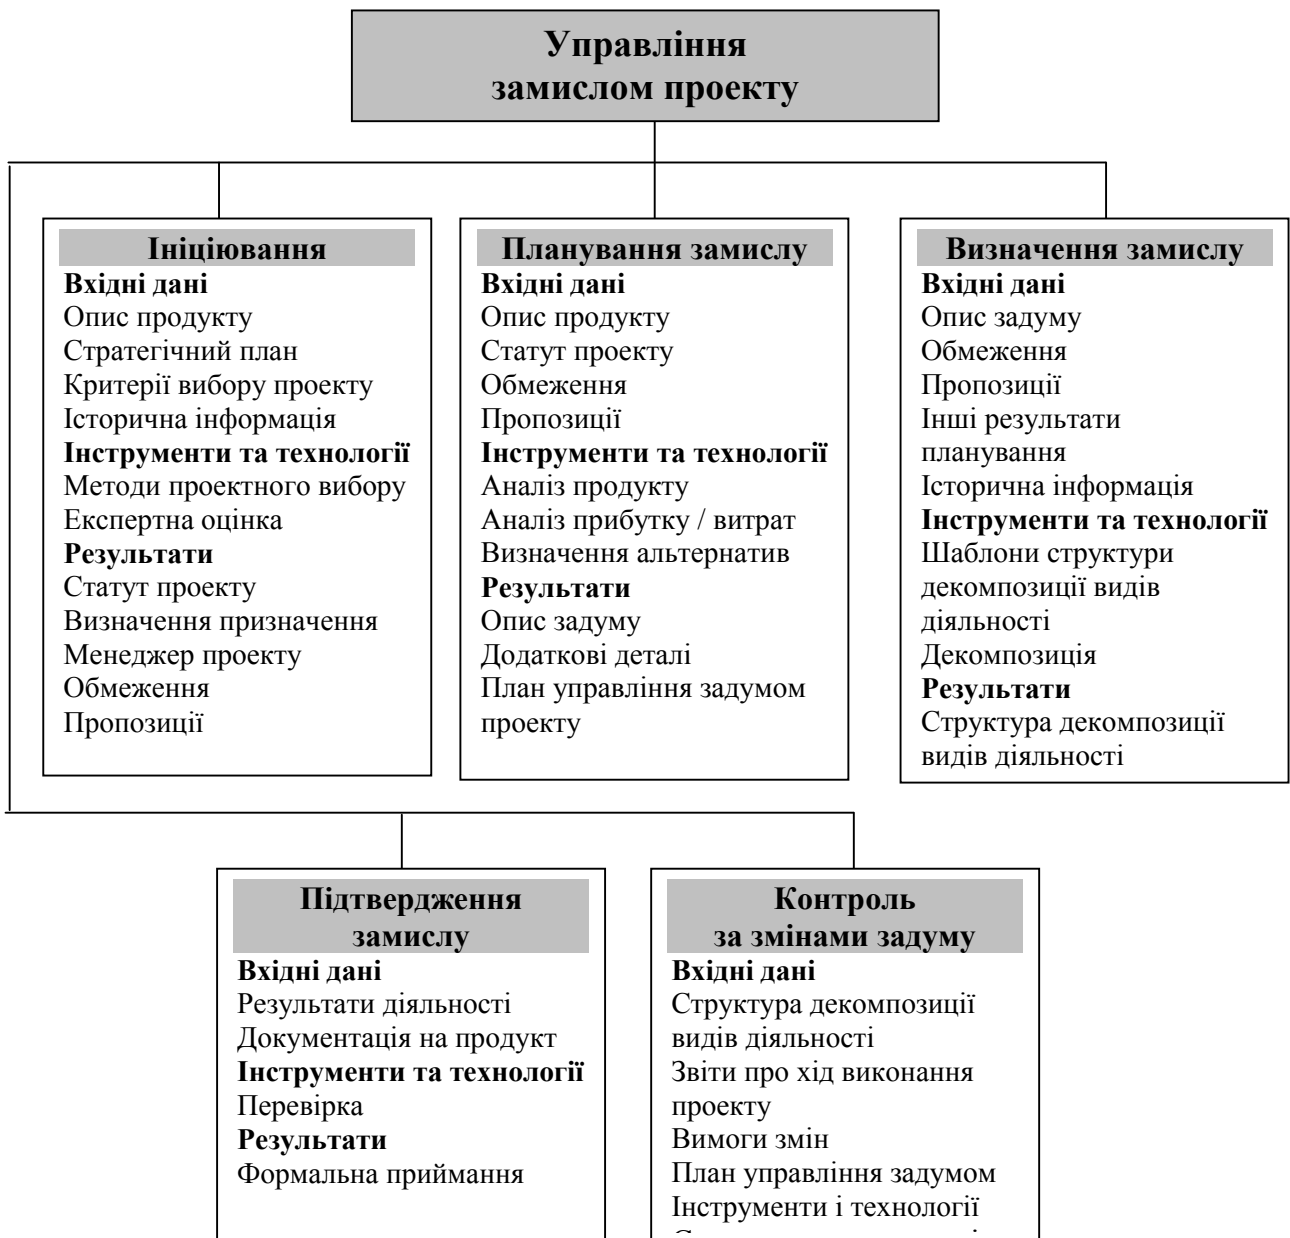 Управління
замислом проекту
Ініціювання
Вхідні дані
Опис продукту
Стратегічний план
Критерії вибору проекту
Історична інформація
Інструменти та технології
Методи проектного вибору
Експертна оцінка
Результати
Статут проекту
Визначення призначення
Менеджер проекту
Обмеження
Пропозиції
Планування замислу
Вхідні дані
Опис продукту
Статут проекту
Обмеження
Пропозиції
Інструменти та технології
Аналіз продукту
Аналіз прибутку / витрат
Визначення альтернатив
Результати
Опис задуму
Додаткові деталі
План управління задумом
проекту
Визначення замислу
Вхідні дані
Опис задуму
Обмеження
Пропозиції
Інші результати
планування
Історична інформація
Інструменти та технології
Шаблони структури
декомпозиції видів
діяльності
Декомпозиція
Результати
Структура декомпозиції
видів діяльності
Підтвердження
замислу
Вхідні дані
Результати діяльності
Документація на продукт
Інструменти та технології
Перевірка
Результати
Формальна приймання
Контроль
за змінами задуму
Вхідні дані
Структура декомпозиції
видів діяльності
Звіти про хід виконання
проекту
Вимоги змін
План управління задумом
Інструменти і технології